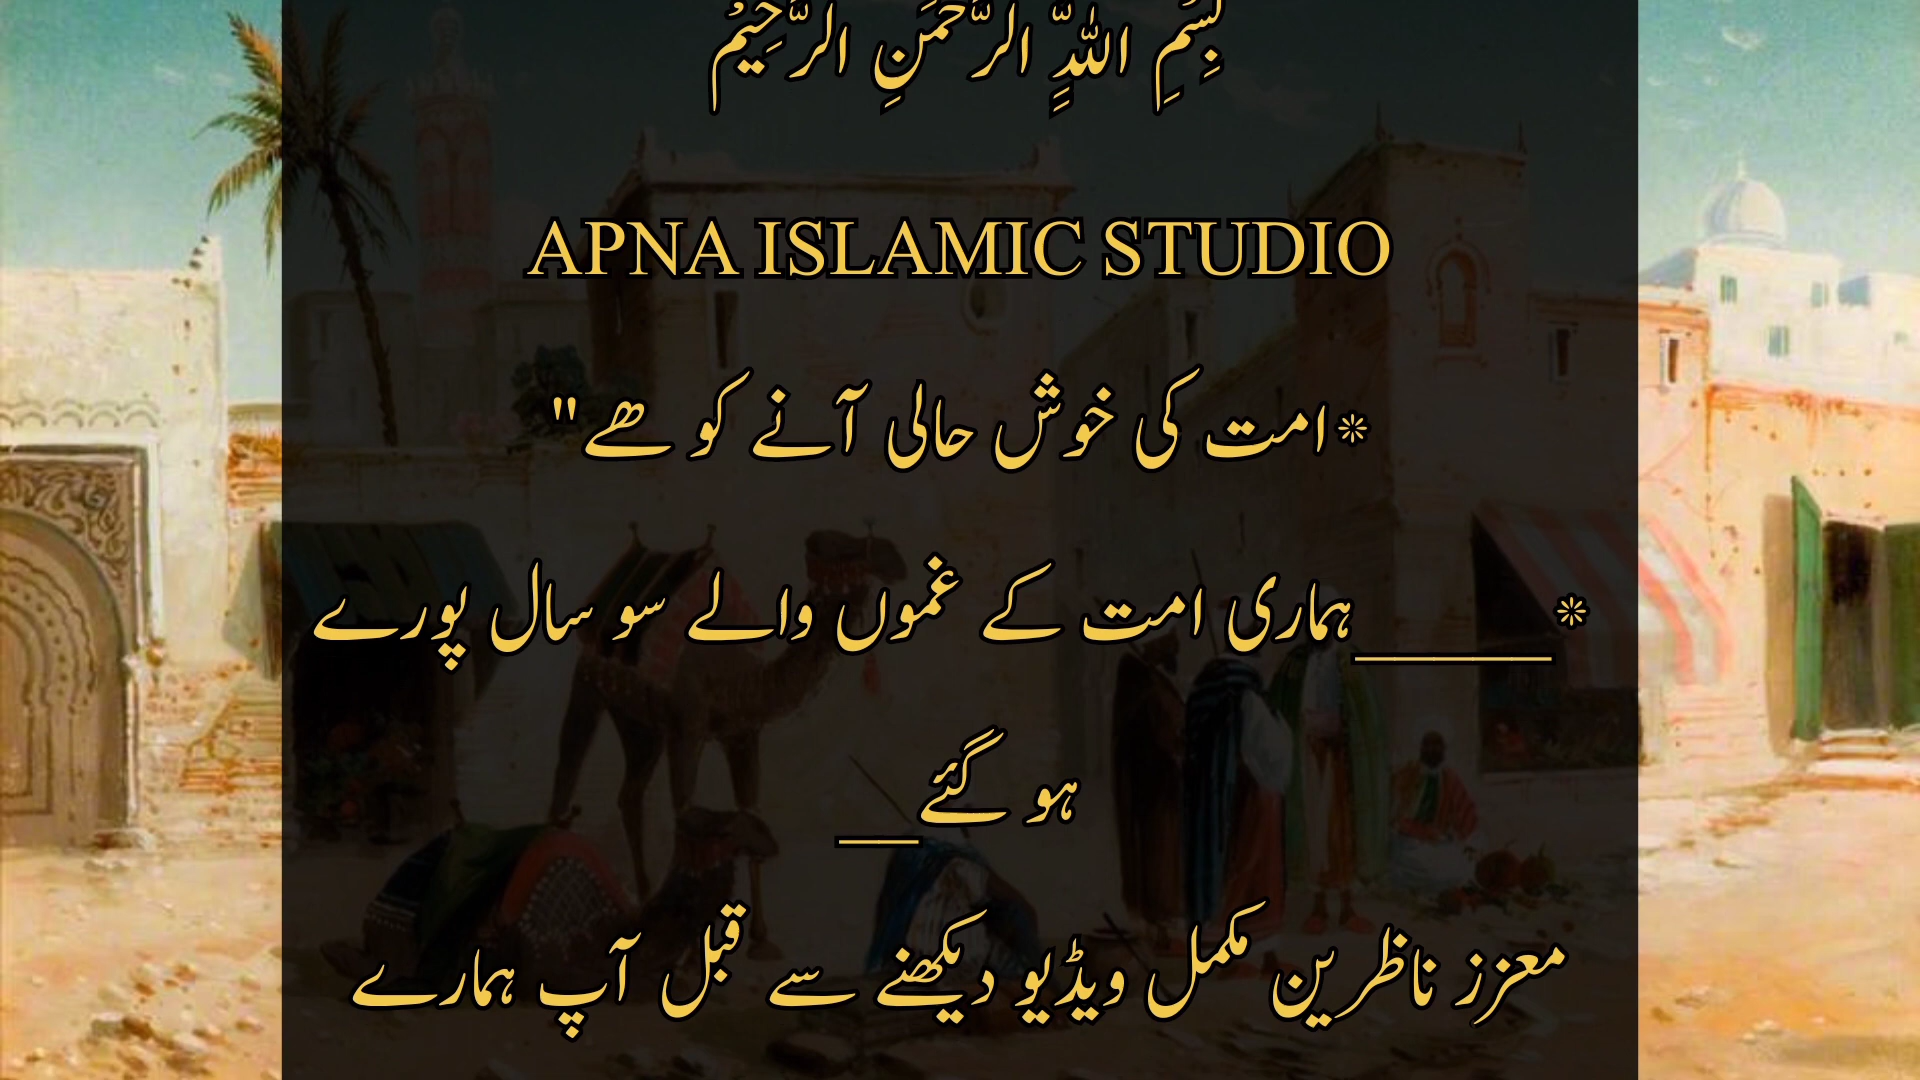 بِسْمِ اللّٰهِ الرَّحْمَنِ الرَّحِيْمُ
APNA ISLAMIC STUDIO
*امت کی خوش حالی آنے کو ھے"
*_____ہماری امت کے غموں والے سو سال پورے
ہو گئے__
معزز ناظرین مکمل ویڈیو دیکھنے سے قبل آپ ہمارے